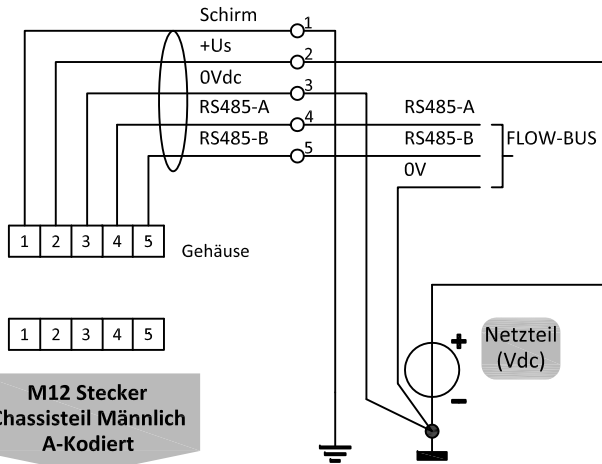 Schirm
1
+Us
2
0Vdc
3
RS485-A
4
RS485-A
RS485-B
5
RS485-B
FLOW-BUS
0V
1 2 3 4 5
Gehäuse
1 2 3 4 5
+
Netzteil
(Vdc)
–
M12 Stecker
Chassisteil Männlich
A-Kodiert